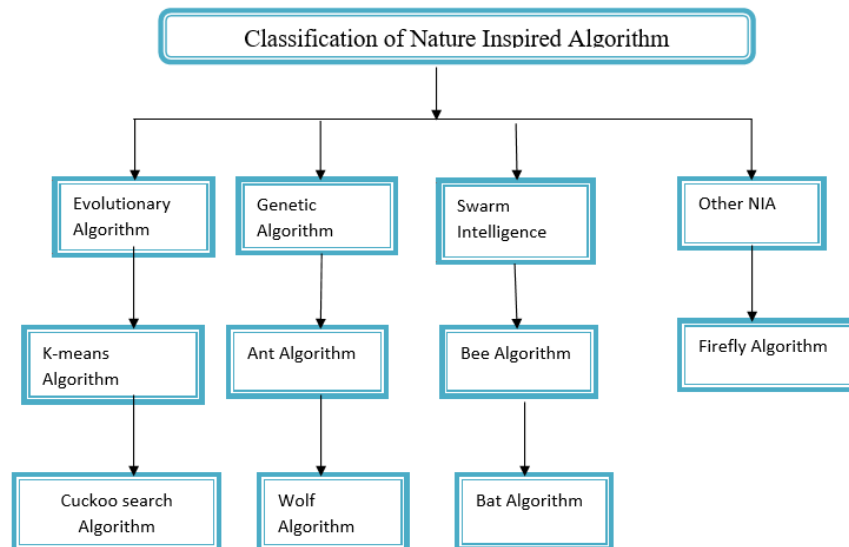 Classification of Nature Inspired Algorithm
Evolutionary
Algorithm
Genetic
Algorithm
Swarm
Intelligence
Other NIA
K-means
Algorithm
Ant Algorithm
Bee Algorithm
Firefly Algorithm
Cuckoo search
Algorithm
Wolf
Algorithm
Bat Algorithm